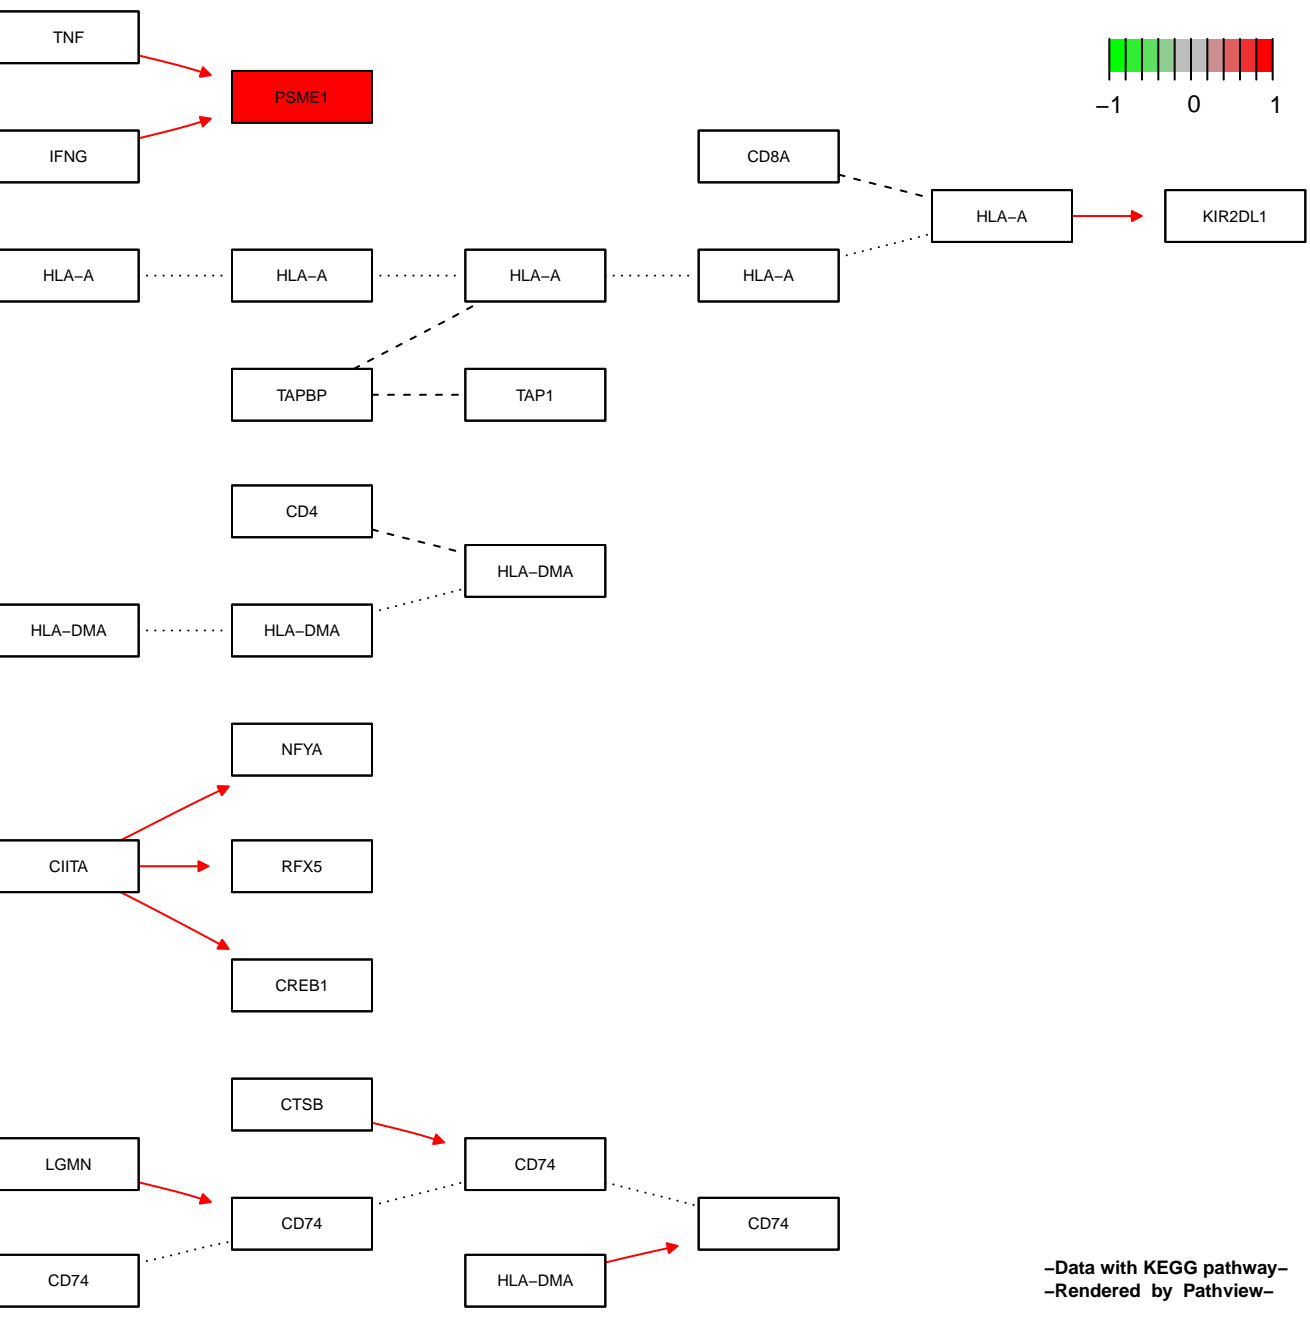 TNF
PSME1
−1 0 1
IFNG
CD8A
HLA−A
KIR2DL1
HLA−A
HLA−A
HLA−A
HLA−A
TAPBP
TAP1
CD4
HLA−DMA
HLA−DMA
HLA−DMA
NFYA
CIITA
RFX5
CREB1
CTSB
LGMN
CD74
CD74
CD74
CD74
HLA−DMA
−Data with KEGG pathway−
−Rendered by Pathview−